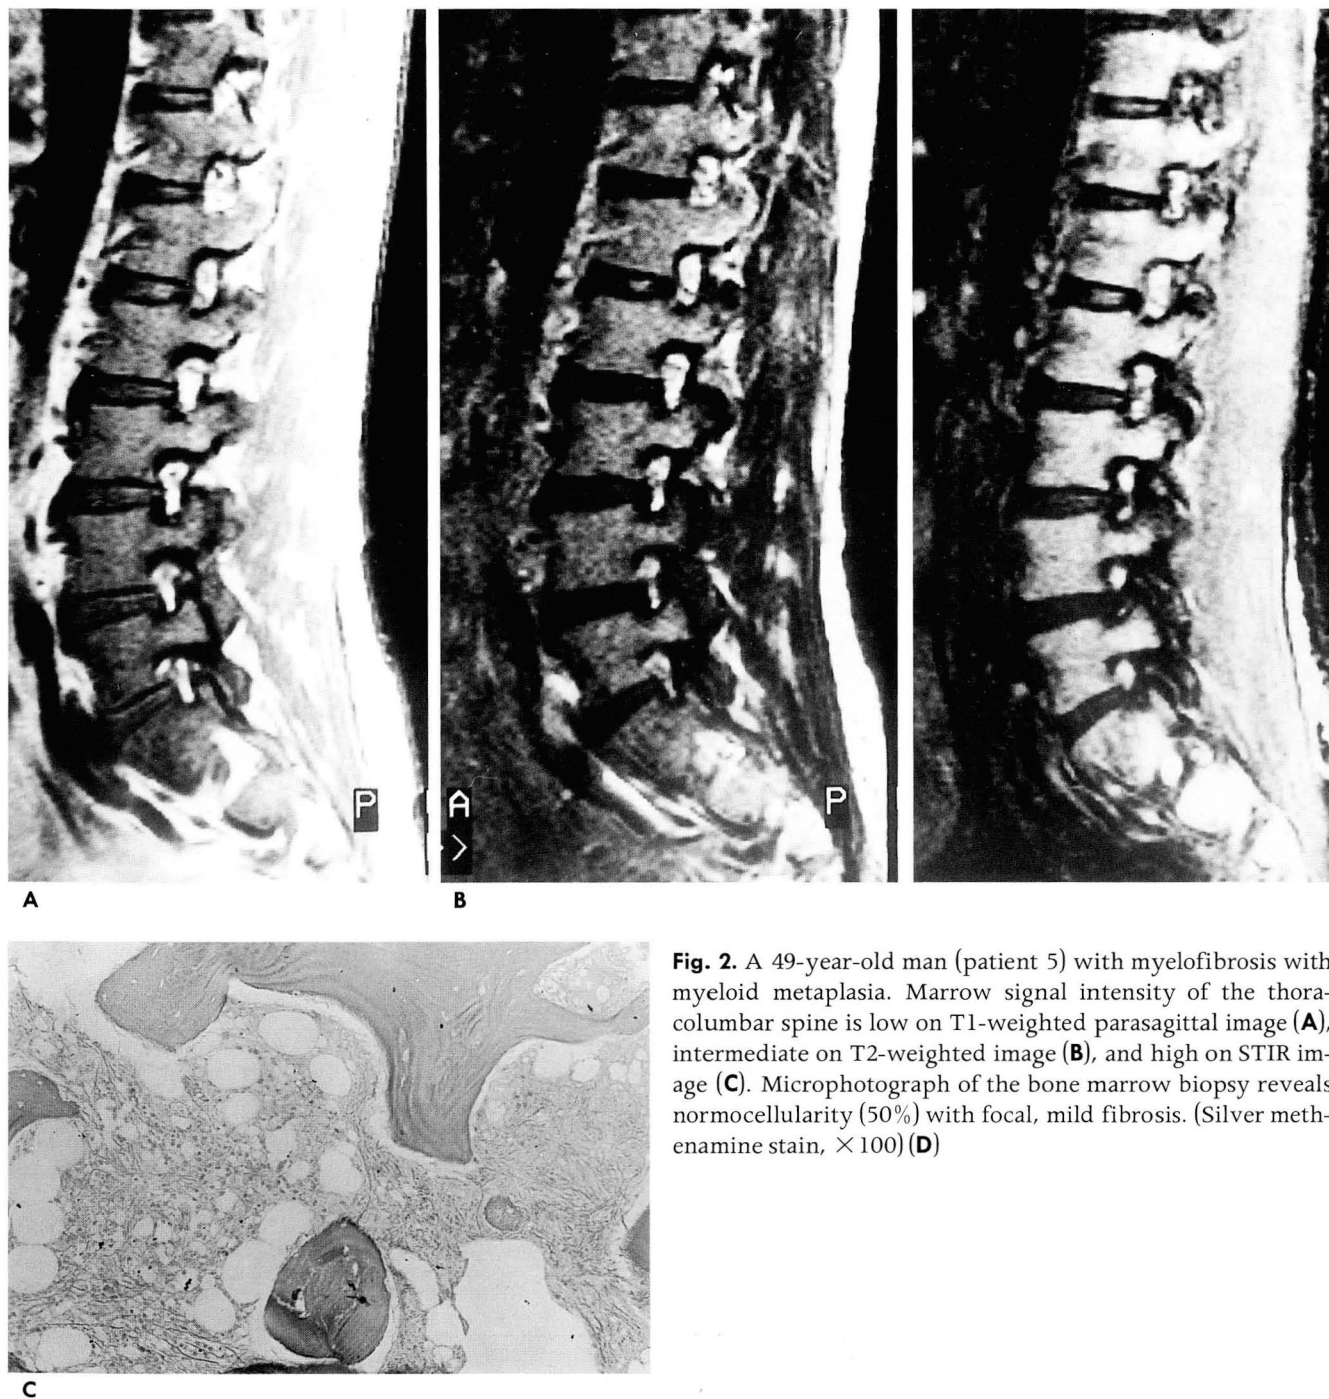 P
A
>
P
A
B
C
Fig. 2. A 49-year-old man (patient 5) with myelofibrosis with
myeloid metaplasia. Marrow signal intensity of the thora-
columbar spine is low on T1-weighted parasagittal image (A),
intermediate on T2-weighted image (B), and high on STIR im-
age (C). Microphotograph of the bone marrow biopsy reveals
normocellularity (50%) with focal, mild fibrosis. (Silver meth-
enamine stain, ×100) (D)